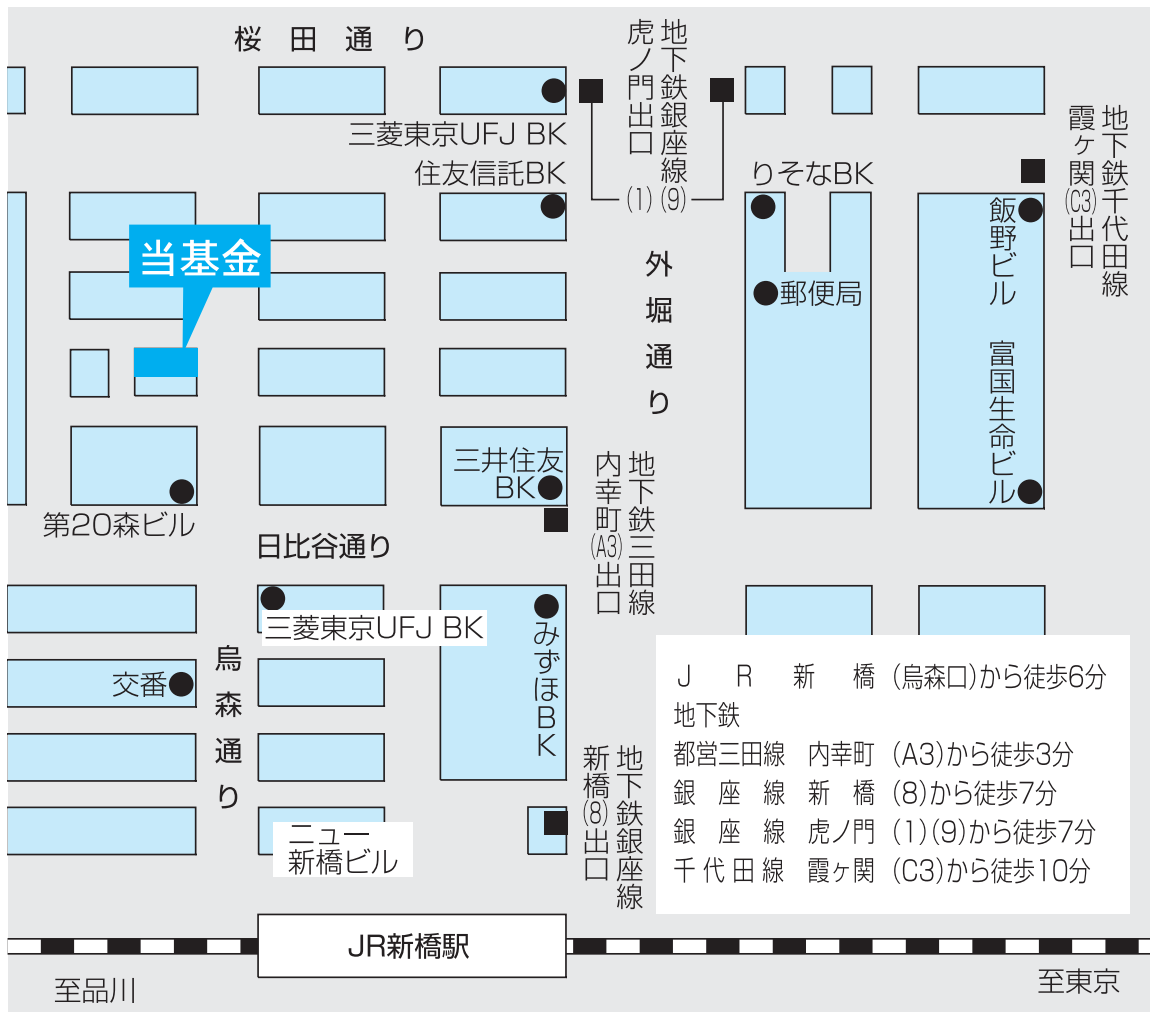 桜田通り
地下鉄銀座線
虎ノ門出口
(1)(9)
三菱東京UFJ BK
住友信託BK
りそなBK
地下鉄千代田線
霞ヶ関(C3)出口
飯野ビル
当基金
外堀通り
郵便局
富国生命ビル
三井住友
BK
地下鉄三田線
内幸町(A3)出口
第20森ビル
日比谷通り
三菱東京UFJ BK
みずほBK
烏森通り
交番
地下鉄銀座線
新橋(8)出口
ニュー
新橋ビル
JR新橋 (烏森口)から徒歩6分
地下鉄
都営三田線 内幸町 (A3)から徒歩3分
銀座線 新橋 (8)から徒歩7分
銀座線 虎ノ門 (1)(9)から徒歩7分
千代田線 霞ヶ関 (C3)から徒歩10分
JR新橋駅
至品川
至東京